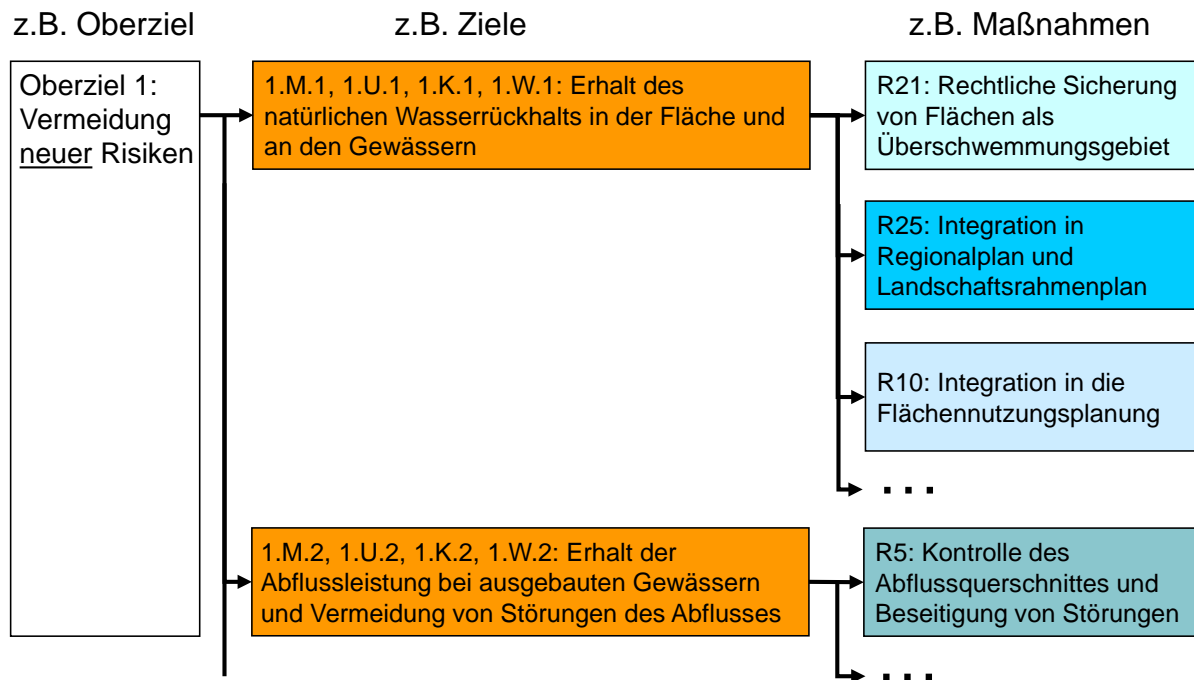 z.B. Oberziel
z.B. Ziele
z.B. Maßnahmen
Oberziel 1:
Vermeidung
neuer Risiken
1.M.1, 1.U.1, 1.K.1, 1.W.1: Erhalt des
natürlichen Wasserrückhalts in der Fläche und
an den Gewässern
R21: Rechtliche Sicherung
von Flächen als
Überschwemmungsgebiet
R25: Integration in
Regionalplan und
Landschaftsrahmenplan
R10: Integration in die
Flächennutzungsplanung
...
1.M.2, 1.U.2, 1.K.2, 1.W.2: Erhalt der
Abflussleistung bei ausgebauten Gewässern
und Vermeidung von Störungen des Abflusses
R5: Kontrolle des
Abflussquerschnittes und
Beseitigung von Störungen
...